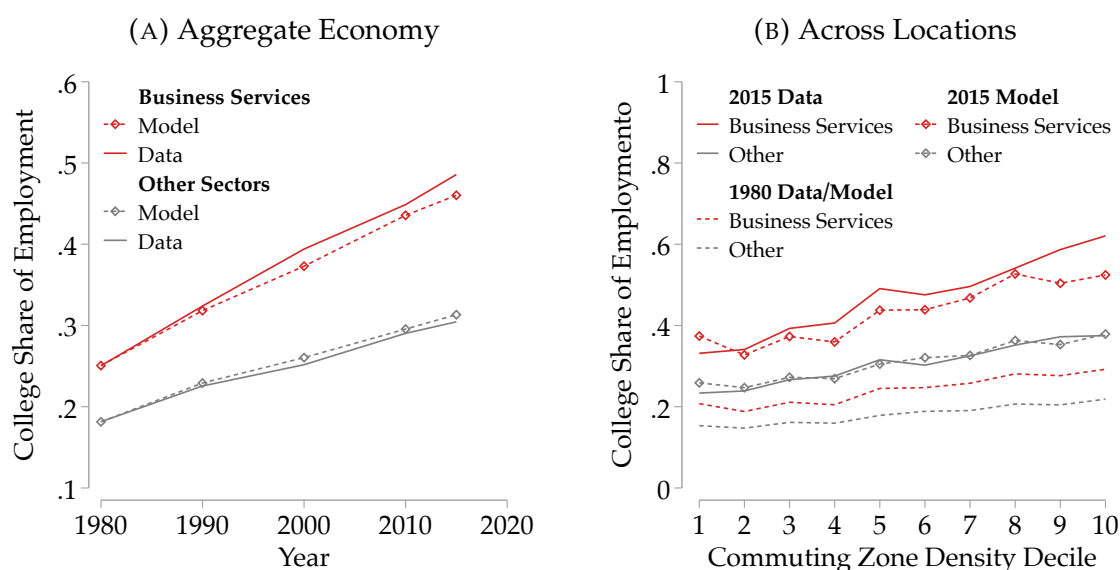 (A) Aggregate Economy
College Share of Employment
.6
.5
.4
.3
.2
.1
Business Services
Model
Data
Other Sectors
Model
Data
1980 1990 2000 2010 2020
Year
(B) Across Locations
College Share of Employmento
1
.8
.6
.4
.2
0
2015 Data
Business Services
Other
2015 Model
Business Services
Other
1980 Data/Model
Business Services
Other
1 2 3 4 5 6 7 8 9 10
Commuting Zone Density Decile